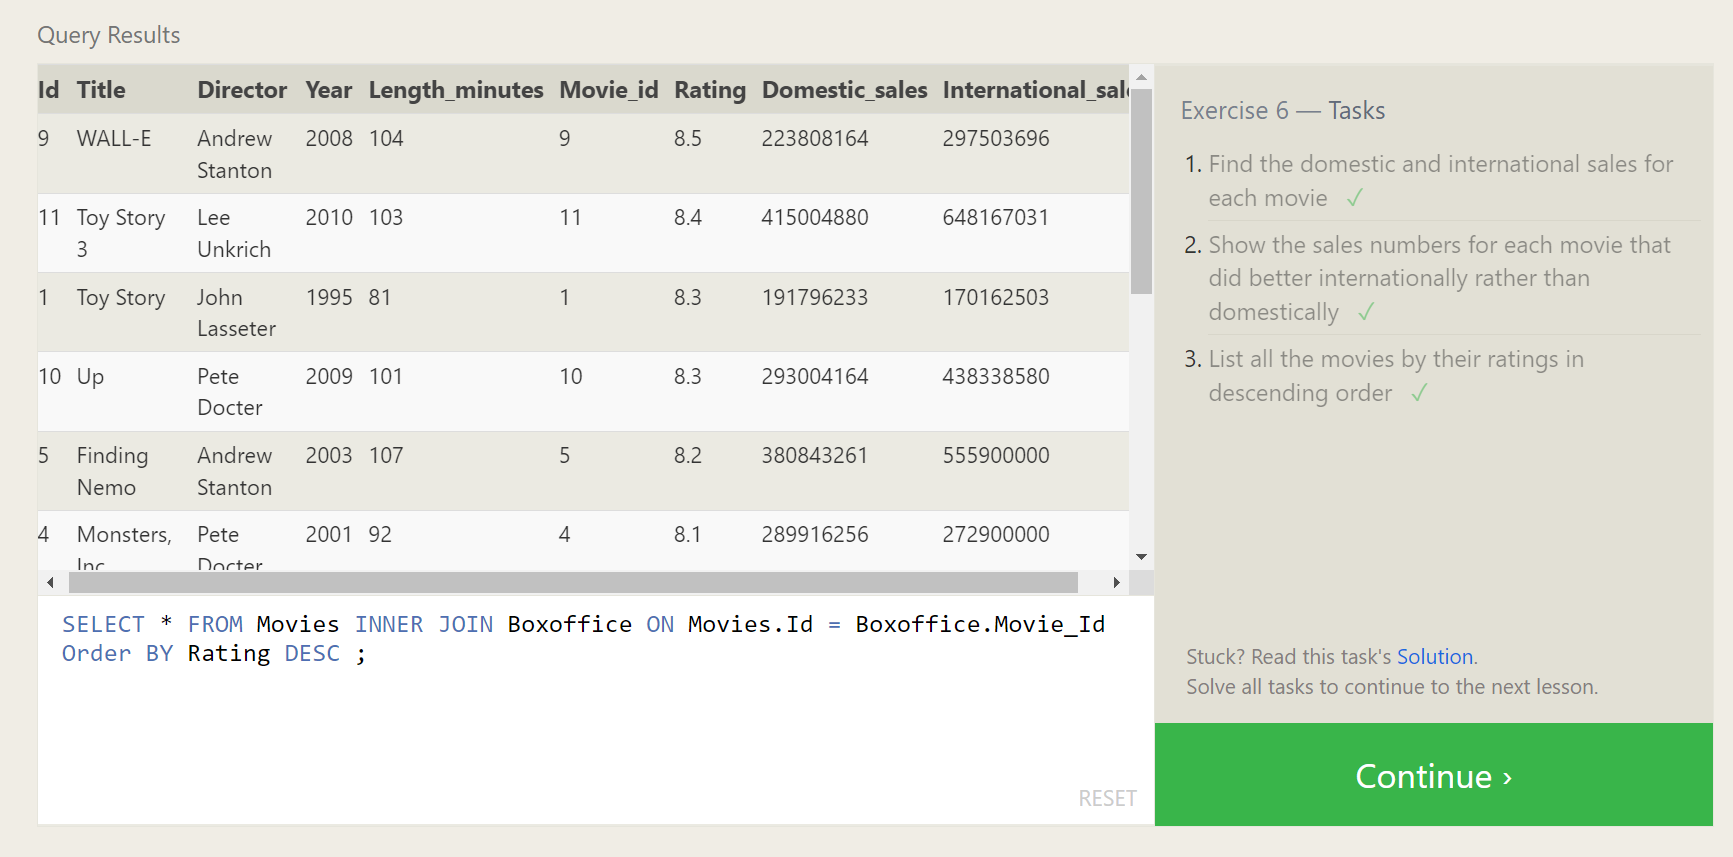 Query Results
Id Title Director Year Length_minutes Movie_id Rating Domestic_sales International_sal
9 WALL-E Andrew 2008 104 9 8.5 223808164 297503696
Stanton
11 Toy Story Lee 2010 103 11 8.4 415004880 648167031
3 Unkrich
1 Toy Story John 1995 81 1 8.3 191796233 170162503
Lasseter
10 Up Pete 2009 101 10 8.3 293004164 438338580
Docter
5 Finding Andrew 2003 107 5 8.2 380843261 555900000
Nemo Stanton
4 Monsters, Pete 2001 92 4 8.1 289916256 272900000
Inc. Docter
SELECT * FROM Movies INNER JOIN Boxoffice ON Movies.Id = Boxoffice.Movie_Id
Order BY Rating DESC ;
RESET
Exercise 6 — Tasks
1. Find the domestic and international sales for
each movie ✓
2. Show the sales numbers for each movie that
did better internationally rather than
domestically ✓
3. List all the movies by their ratings in
descending order ✓
Stuck? Read this task's Solution.
Solve all tasks to continue to the next lesson.
Continue ›